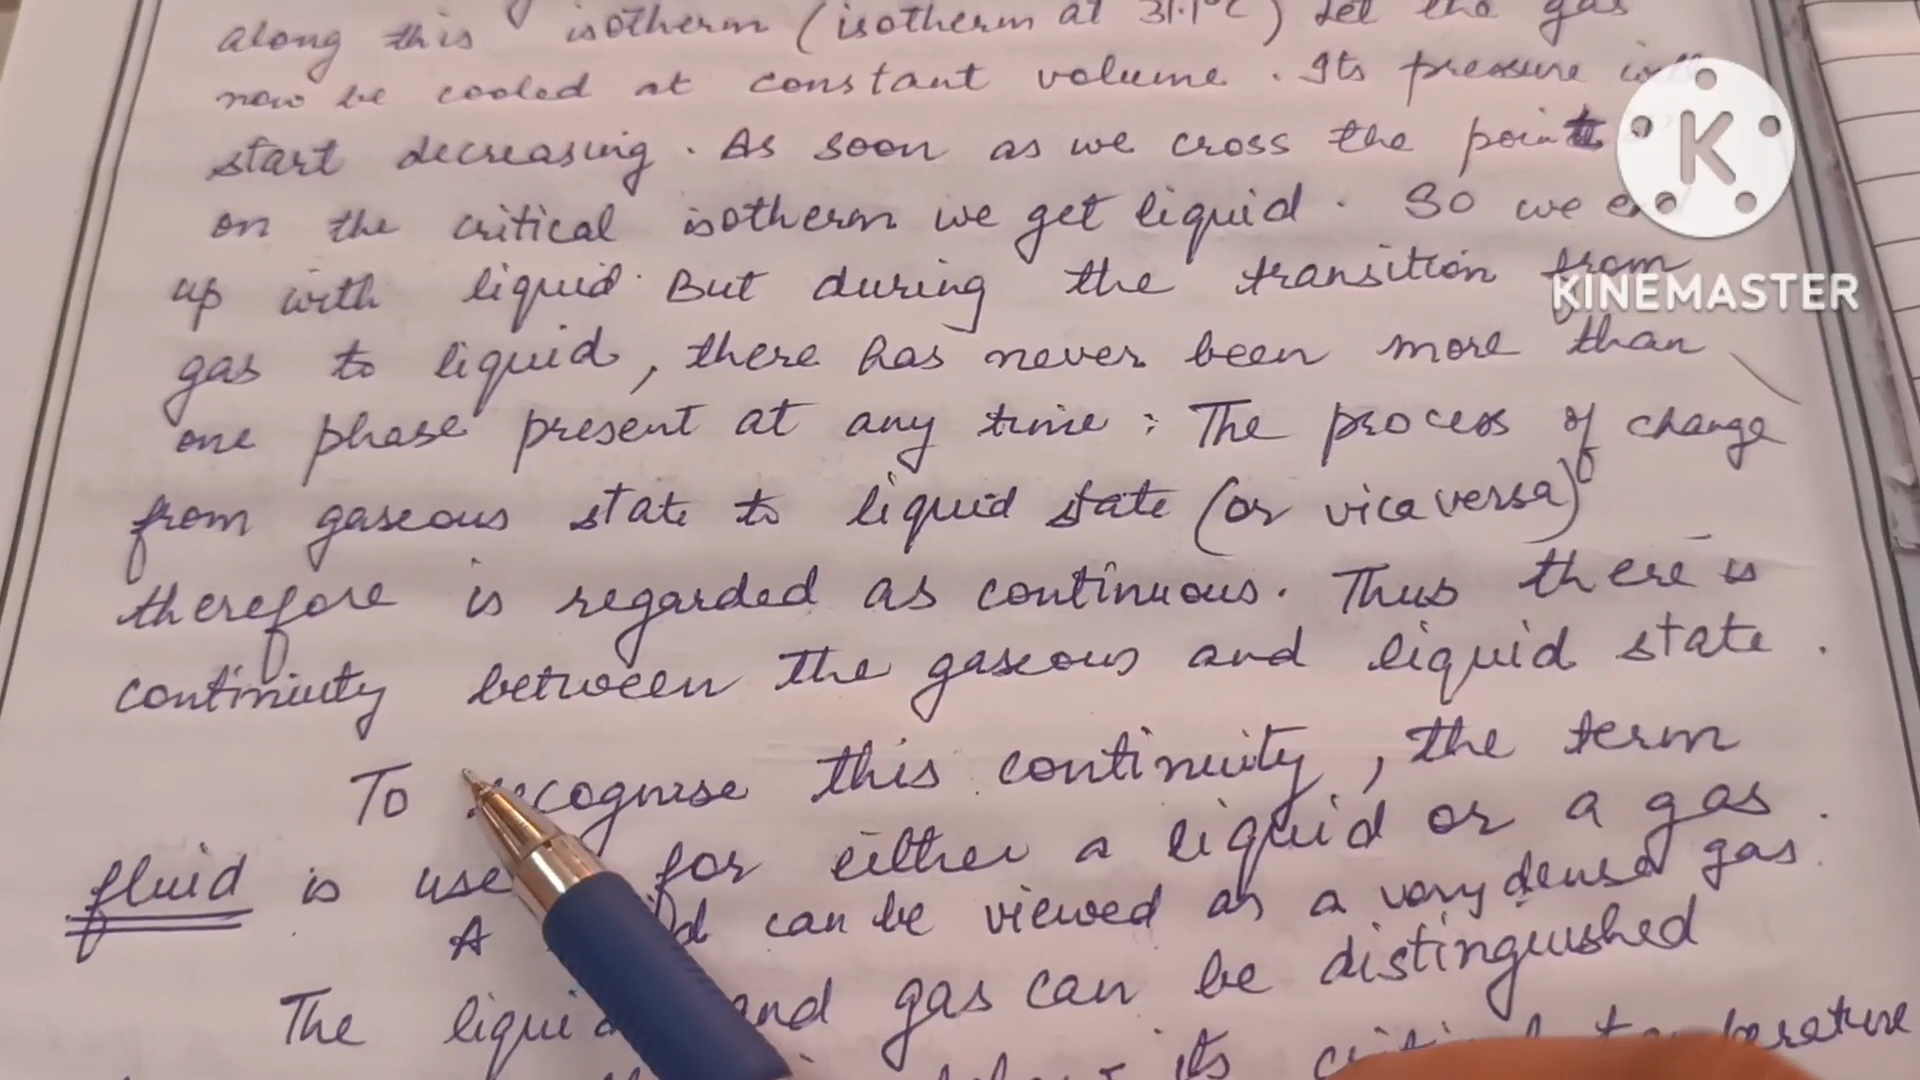 along this isotherm (isotherm at 31.1°C) Let the gas
now be cooled at constant volume. Its pressure will
start decreasing. As soon as we cross the point
on the critical isotherm we get liquid. So we end
up with liquid. But during the transition from
gas to liquid, there has never been more than
one phase present at any time: The process of change
from gaseous state to liquid state (or vica versa)
therefore is regarded as continuous. Thus there is
continuity between the gaseous and liquid state.
To recognise this continuity, the term
fluid is used for either a liquid or a gas.
A can be viewed as a very dense gas.
The liquid and gas can be distinguished
its critical temperature
K
KINEMASTER